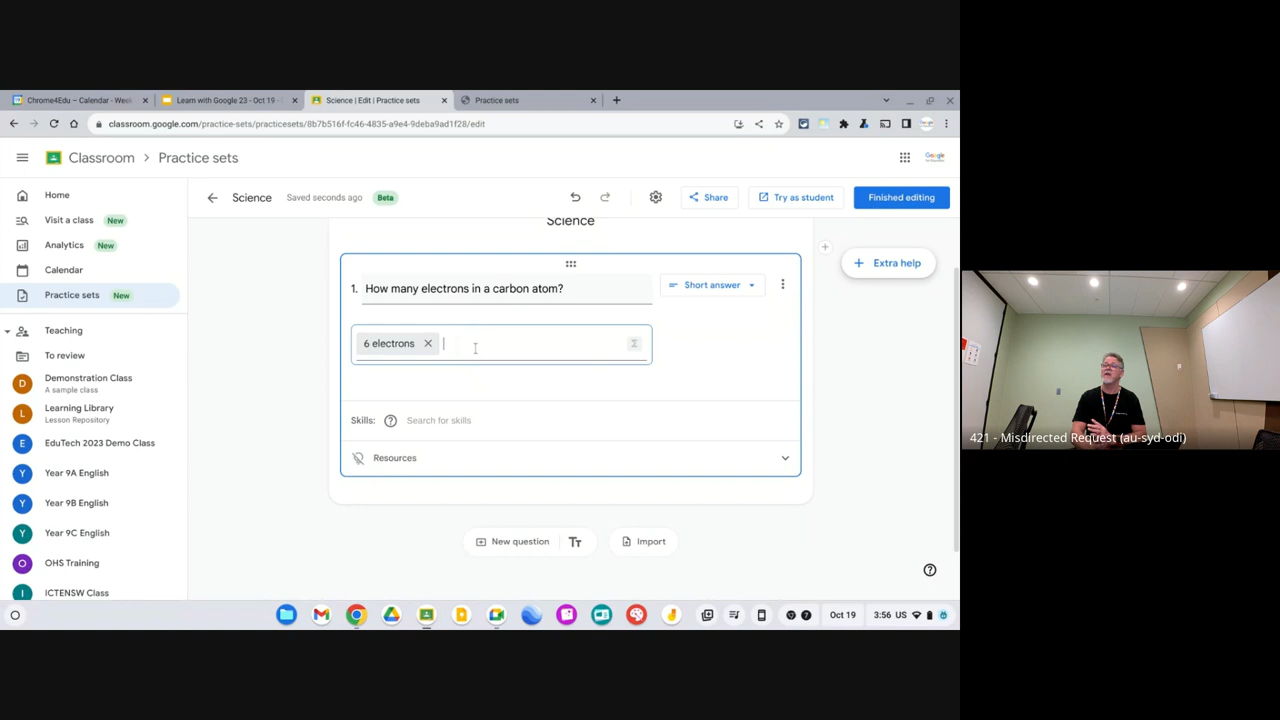 Chrome4Edu – Calendar - Week
Learn with Google 23 - Oct 19 -
Science | Edit | Practice sets
Practice sets
classroom.google.com/practice-sets/practicesets/8b7b516f-fc46-4835-a9e4-9deba9ad1f28/edit
Classroom > Practice sets
Google
Home
Visit a class New
Analytics New
Calendar
Practice sets New
Teaching
To review
D Demonstration Class
A sample class
L Learning Library
Lesson Repository
E EduTech 2023 Demo Class
Y Year 9A English
Y Year 9B English
Y Year 9C English
O OHS Training
I ICTENSW Class
Science Saved seconds ago Beta
Share
Try as student
Finished editing
Science
Extra help
1. How many electrons in a carbon atom?
Short answer
6 electrons
Skills: Search for skills
Resources
New question
Import
Oct 19 3:56 US
421 - Misdirected Request (au-syd-odi)